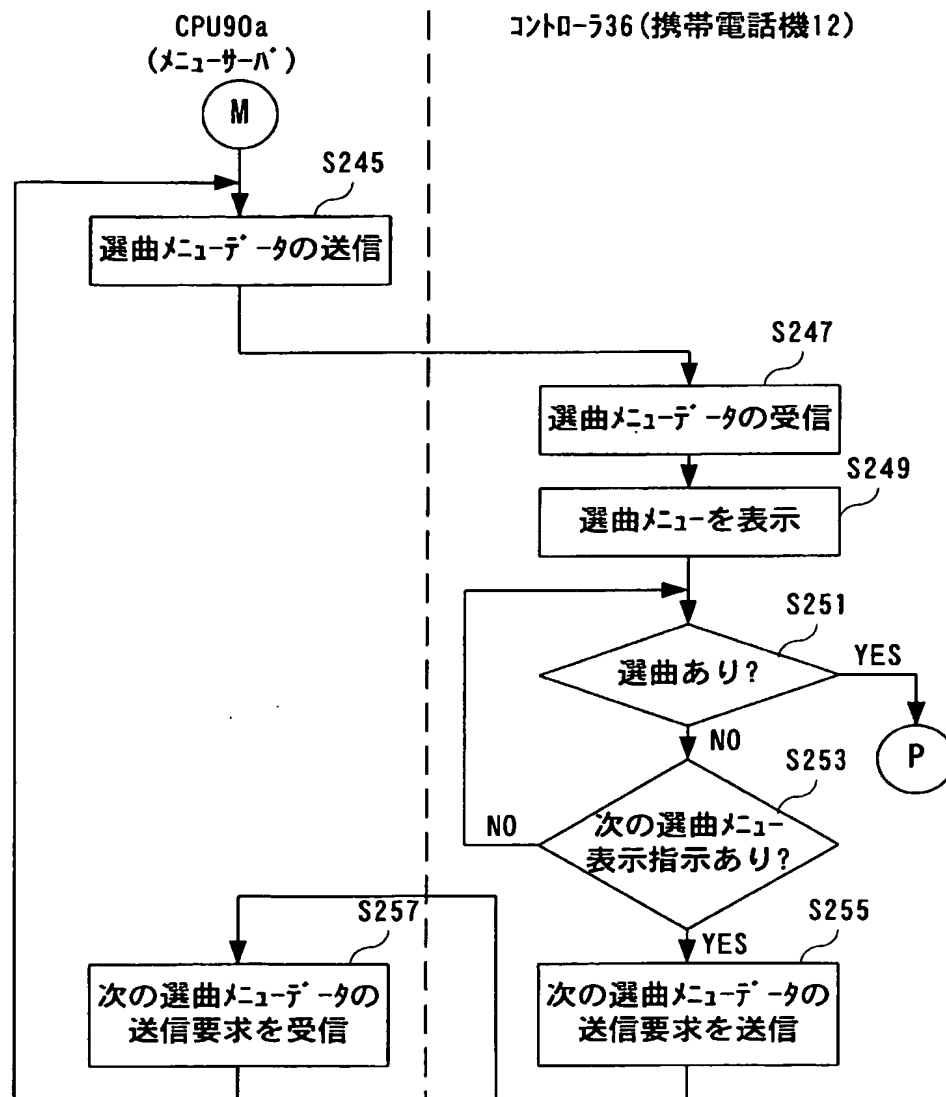 CPU90a
(ﾒﾆｭｰｻｰﾊﾞ)
ｺﾝﾄﾛｰﾗ36(携帯電話機12)
M
S245
選曲ﾒﾆｭｰﾃﾞｰﾀの送信
S247
選曲ﾒﾆｭｰﾃﾞｰﾀの受信
S249
選曲ﾒﾆｭｰを表示
S251
選曲あり?
YES
P
NO
S253
次の選曲ﾒﾆｭｰ
表示指示あり?
NO
YES
S257
次の選曲ﾒﾆｭｰﾃﾞｰﾀの
送信要求を受信
S255
次の選曲ﾒﾆｭｰﾃﾞｰﾀの
送信要求を送信